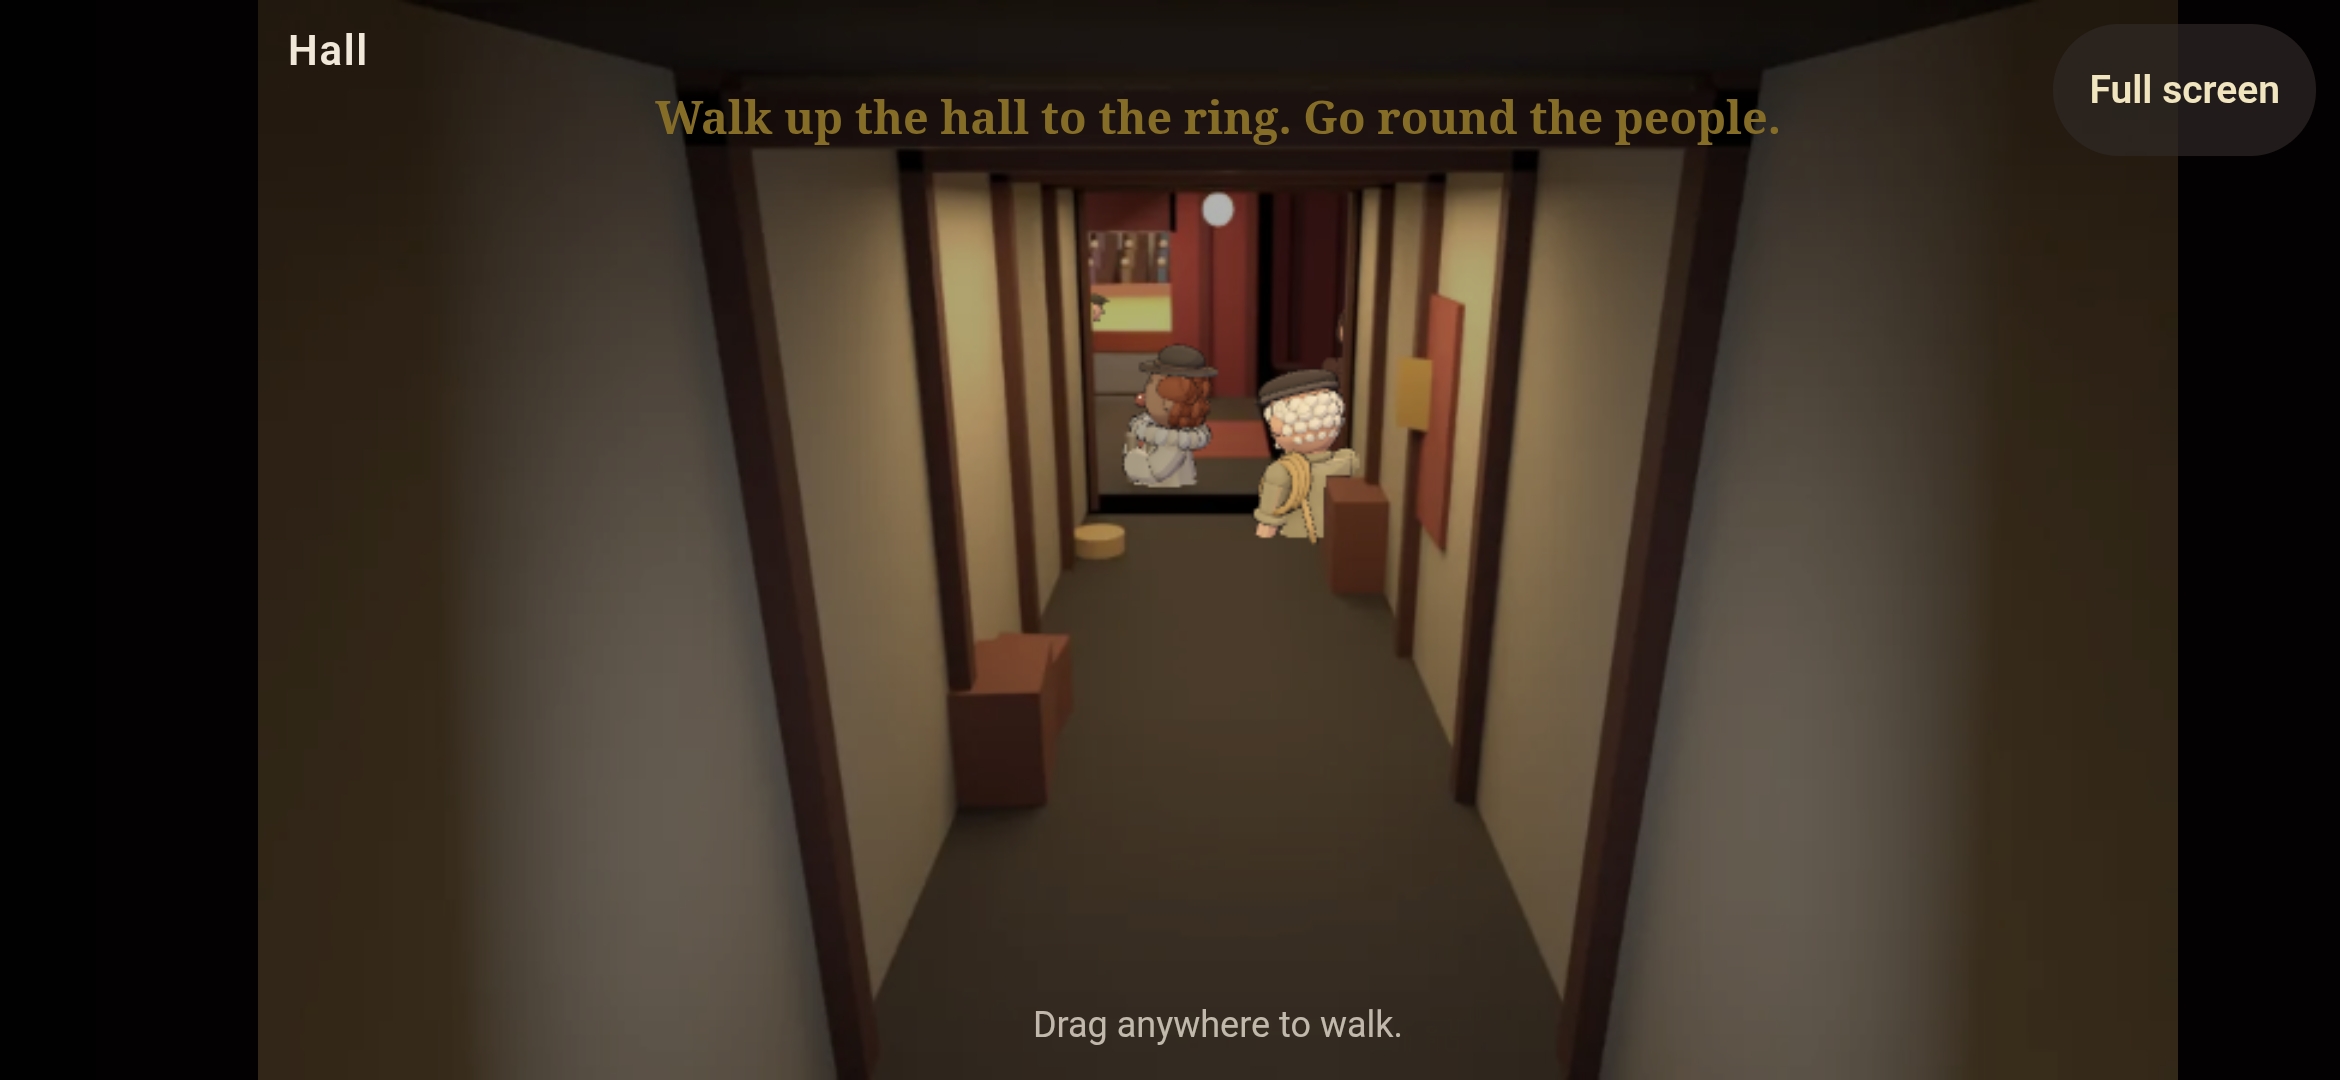 Hall
Full screen
Walk up the hall to the ring. Go round the people.
Drag anywhere to walk.